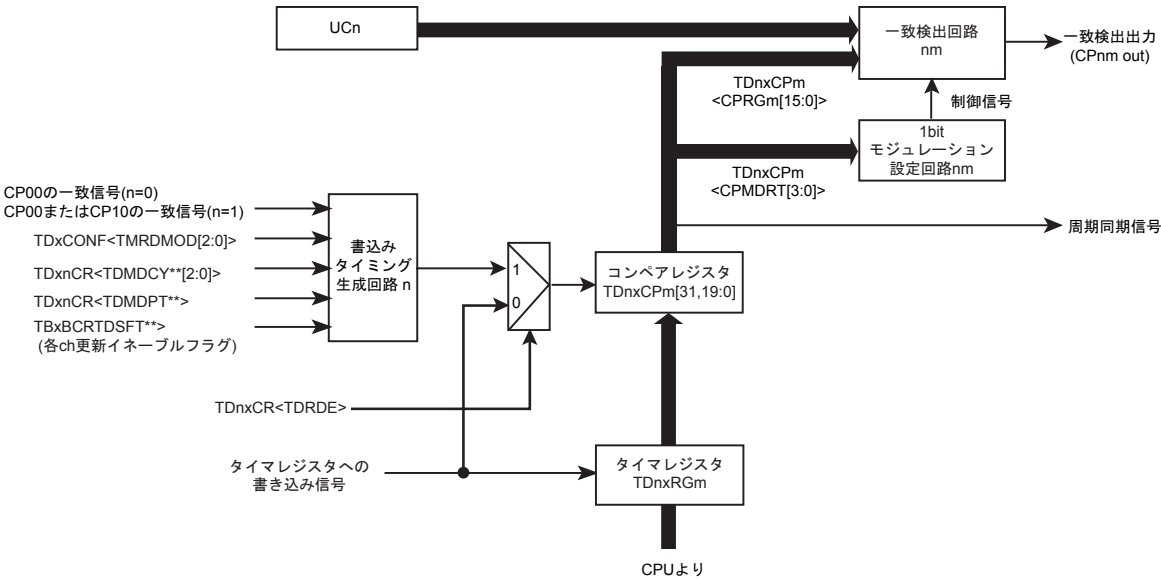 UCn
一致検出回路
nm
一致検出出力
(CPnm out)
TDnxCPm
<CPRGm[15:0]>
制御信号
1bit
モジュレーション
設定回路nm
TDnxCPm
<CPMDRT[3:0]>
周期同期信号
CP00の一致信号(n=0)
CP00またはCP10の一致信号(n=1)
TDxCONF<TMRDMOD[2:0]>
TDxnCR<TDMDCY**[2:0]>
TDxnCR<TDMDPT**>
TBxBCRTDSFT**>
(各ch更新イネーブルフラグ)
書込み
タイミング
生成回路 n
1
0
コンペアレジスタ
TDnxCPm[31,19:0]
TDnxCR<TDRDE>
タイマレジスタへの
書き込み信号
タイマレジスタ
TDnxRGm
CPUより